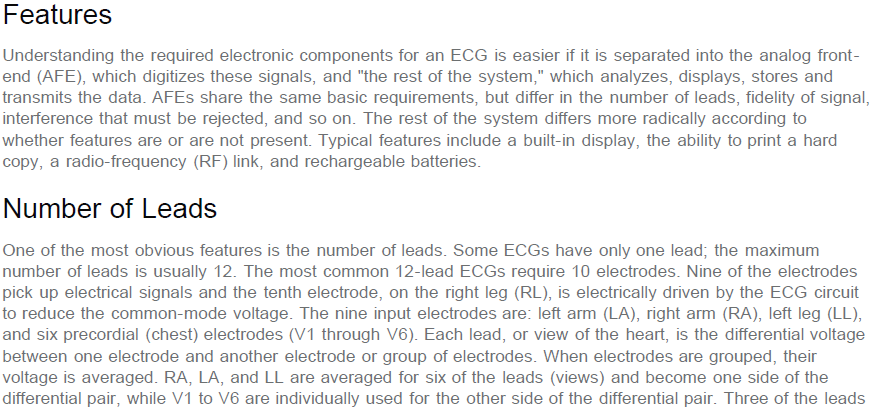 Features
Understanding the required electronic components for an ECG is easier if it is separated into the analog front-
end (AFE), which digitizes these signals, and "the rest of the system," which analyzes, displays, stores and
transmits the data. AFEs share the same basic requirements, but differ in the number of leads, fidelity of signal,
interference that must be rejected, and so on. The rest of the system differs more radically according to
whether features are or are not present. Typical features include a built-in display, the ability to print a hard
copy, a radio-frequency (RF) link, and rechargeable batteries.
Number of Leads
One of the most obvious features is the number of leads. Some ECGs have only one lead; the maximum
number of leads is usually 12. The most common 12-lead ECGs require 10 electrodes. Nine of the electrodes
pick up electrical signals and the tenth electrode, on the right leg (RL), is electrically driven by the ECG circuit
to reduce the common-mode voltage. The nine input electrodes are: left arm (LA), right arm (RA), left leg (LL),
and six precordial (chest) electrodes (V1 through V6). Each lead, or view of the heart, is the differential voltage
between one electrode and another electrode or group of electrodes. When electrodes are grouped, their
voltage is averaged. RA, LA, and LL are averaged for six of the leads (views) and become one side of the
differential pair, while V1 to V6 are individually used for the other side of the differential pair. Three of the leads